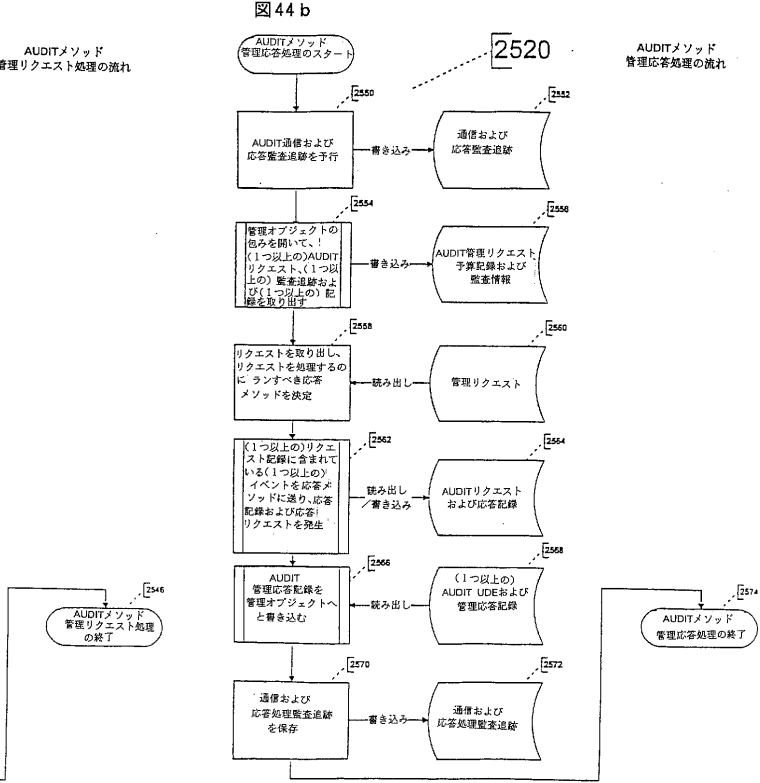 図44b
AUDITメソッド
管理リクエスト処理の流れ
AUDITメソッド
管理応答処理のスタート
2520
AUDITメソッド
管理応答処理の流れ
2550
AUDIT通信および
応答監査追跡を予行
書き込み
2552
通信および
応答監査追跡
2554
管理オブジェクトの
包みを開いて、
(1つ以上の)AUDIT
リクエスト、(1つ以
上の) 監査追跡およ
び(1つ以上の) 記
録を取り出す
書き込み
2556
AUDIT管理リクエスト
予算記録および
監査情報
2558
リクエストを取り出し、
リクエストを処理するの
に ランすべき応答
メソッドを決定
読み出し
2560
管理リクエスト
2562
(1つ以上の)リクエ
スト記録に含まれて
いる(1つ以上の)
イベントを応答メ
ソッドに送り、応答
記録および応答
リクエストを発生
読み出し
/書き込み
2564
AUDITリクエスト
および応答記録
2566
AUDIT
管理応答記録を
管理オブジェクトへ
と書き込む
読み出し
2568
(1つ以上の)
AUDIT UDEおよび
管理応答記録
2546
AUDITメソッド
管理リクエスト処理
の終了
2574
AUDITメソッド
管理応答処理の終了
2570
通信および
応答処理監査追跡
を保存
書き込み
2572
通信および
応答処理監査追跡